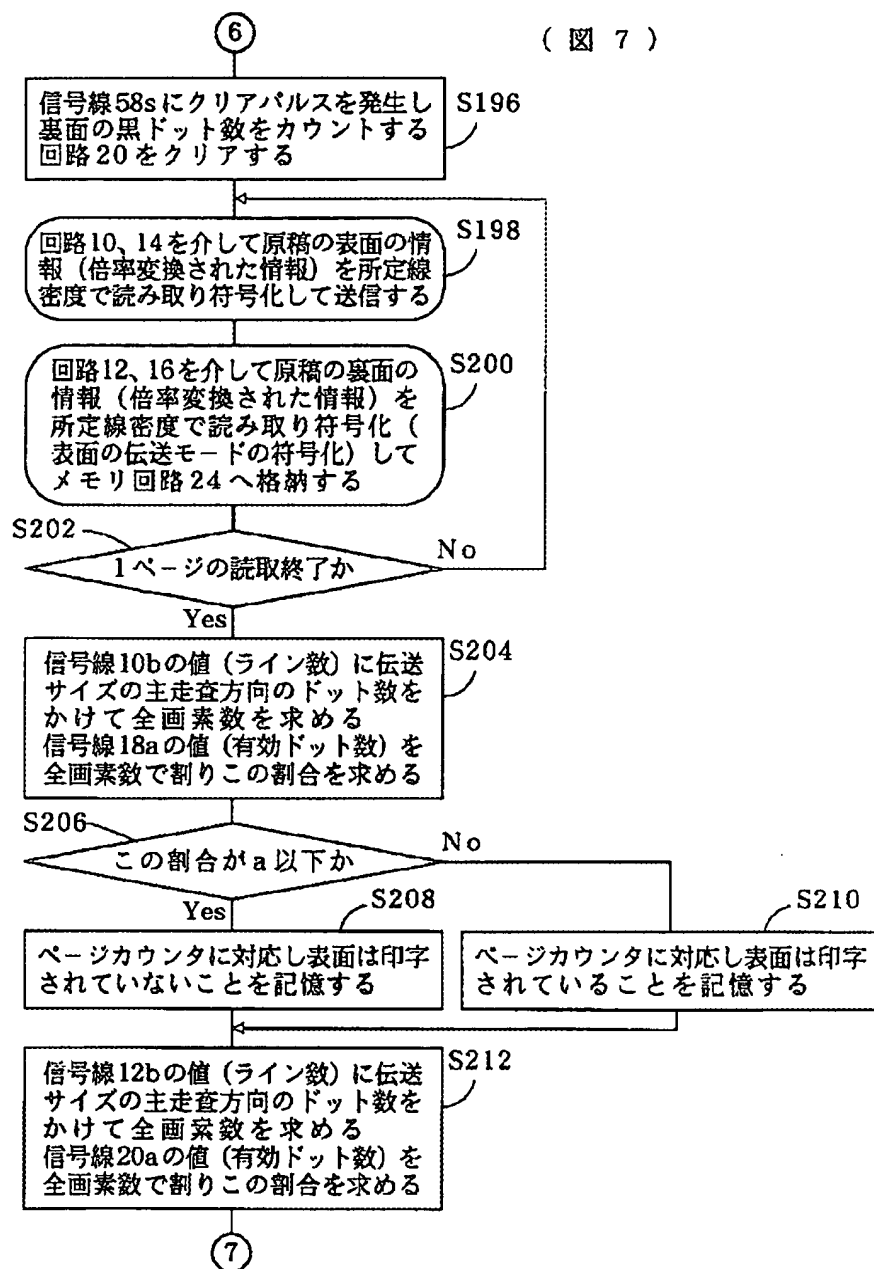 ⑥
(図 7)
信号線58sにクリアパルスを発生し
裏面の黒ドット数をカウントする
回路20をクリアする
S196
回路10、14を介して原稿の表面の情
報(倍率変換された情報)を所定線
密度で読み取り符号化して送信する
S198
回路12、16を介して原稿の裏面の
情報(倍率変換された情報)を
所定線密度で読み取り符号化(
表面の伝送モードの符号化)して
メモリ回路24へ格納する
S200
S202
1ページの読取終了か
No
Yes
信号線10bの値(ライン数)に伝送
サイズの主走査方向のドット数を
かけて全画素数を求める
信号線18aの値(有効ドット数)を
全画素数で割りこの割合を求める
S204
S206
この割合がa以下か
No
Yes
S208
ページカウンタに対応し表面は印字
されていないことを記憶する
S210
ページカウンタに対応し表面は印字
されていることを記憶する
信号線12bの値(ライン数)に伝送
サイズの主走査方向のドット数を
かけて全画素数を求める
信号線20aの値(有効ドット数)を
全画素数で割りこの割合を求める
S212
⑦